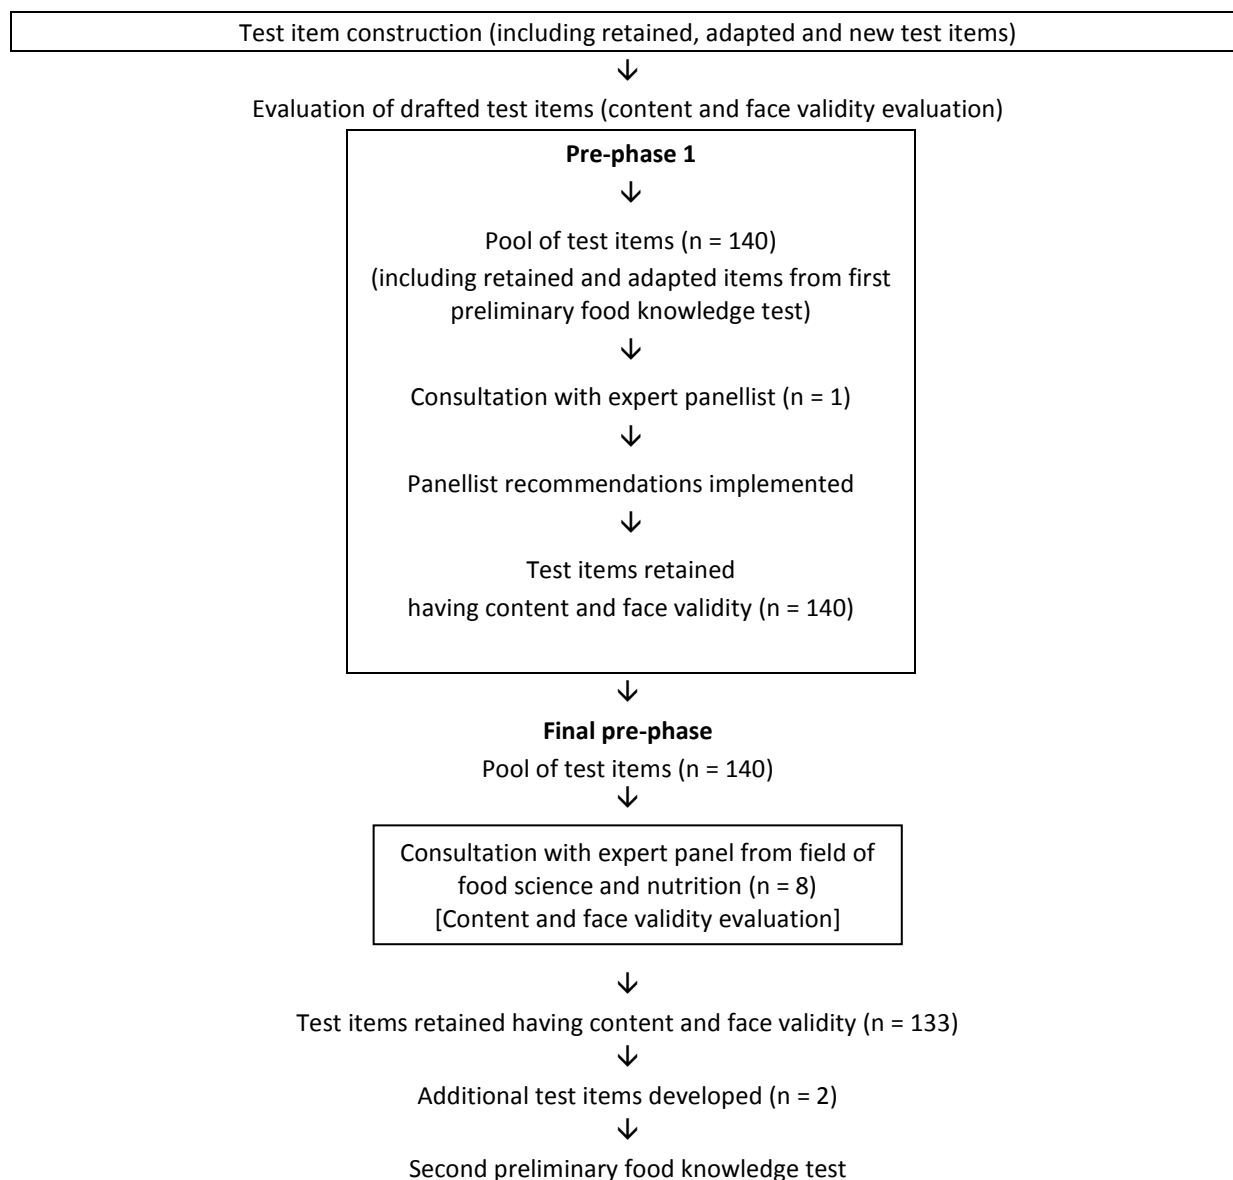 Test item construction (including retained, adapted and new test items)
↓
Evaluation of drafted test items (content and face validity evaluation)
Pre-phase 1
↓
Pool of test items (n = 140)
(including retained and adapted items from first
preliminary food knowledge test)
↓
Consultation with expert panellist (n = 1)
↓
Panellist recommendations implemented
↓
Test items retained
having content and face validity (n = 140)
↓
Final pre-phase
Pool of test items (n = 140)
↓
Consultation with expert panel from field of
food science and nutrition (n = 8)
[Content and face validity evaluation]
↓
Test items retained having content and face validity (n = 133)
↓
Additional test items developed (n = 2)
↓
Second preliminary food knowledge test